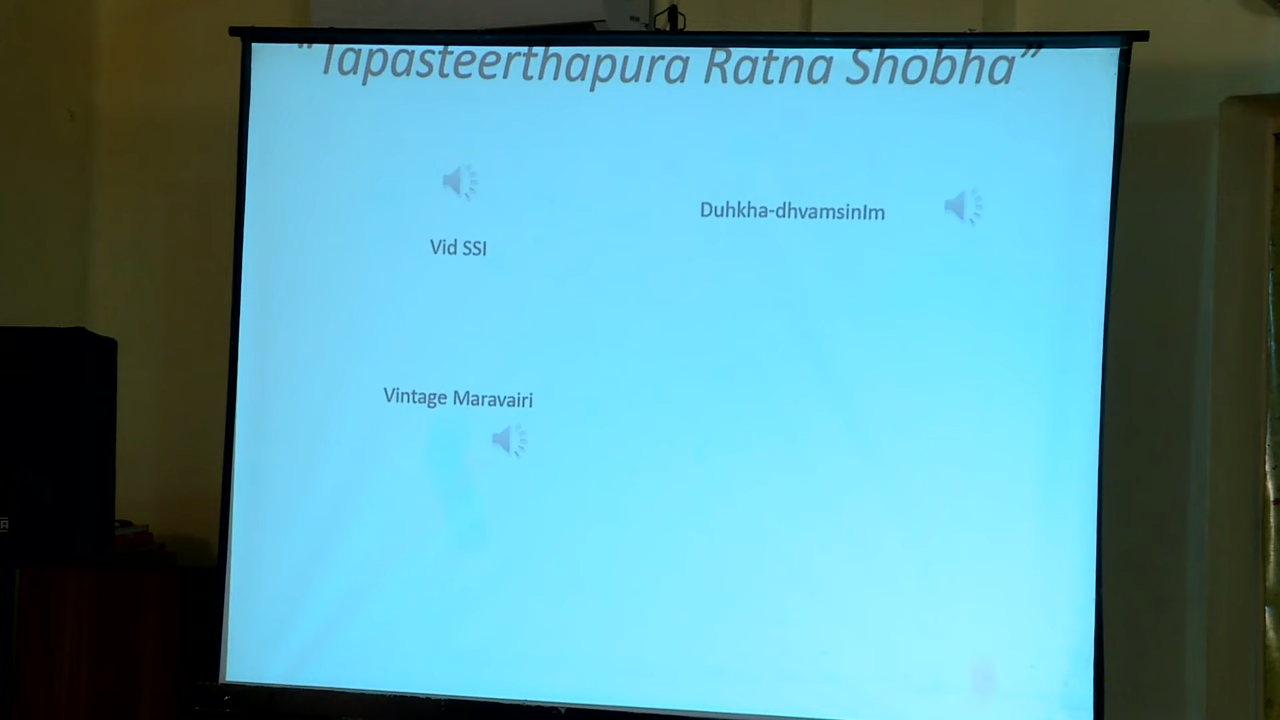 "Tapasteerthapura Ratna Shobha"
Duhkha-dhvamsinIm
Vid SSI
Vintage Maravairi